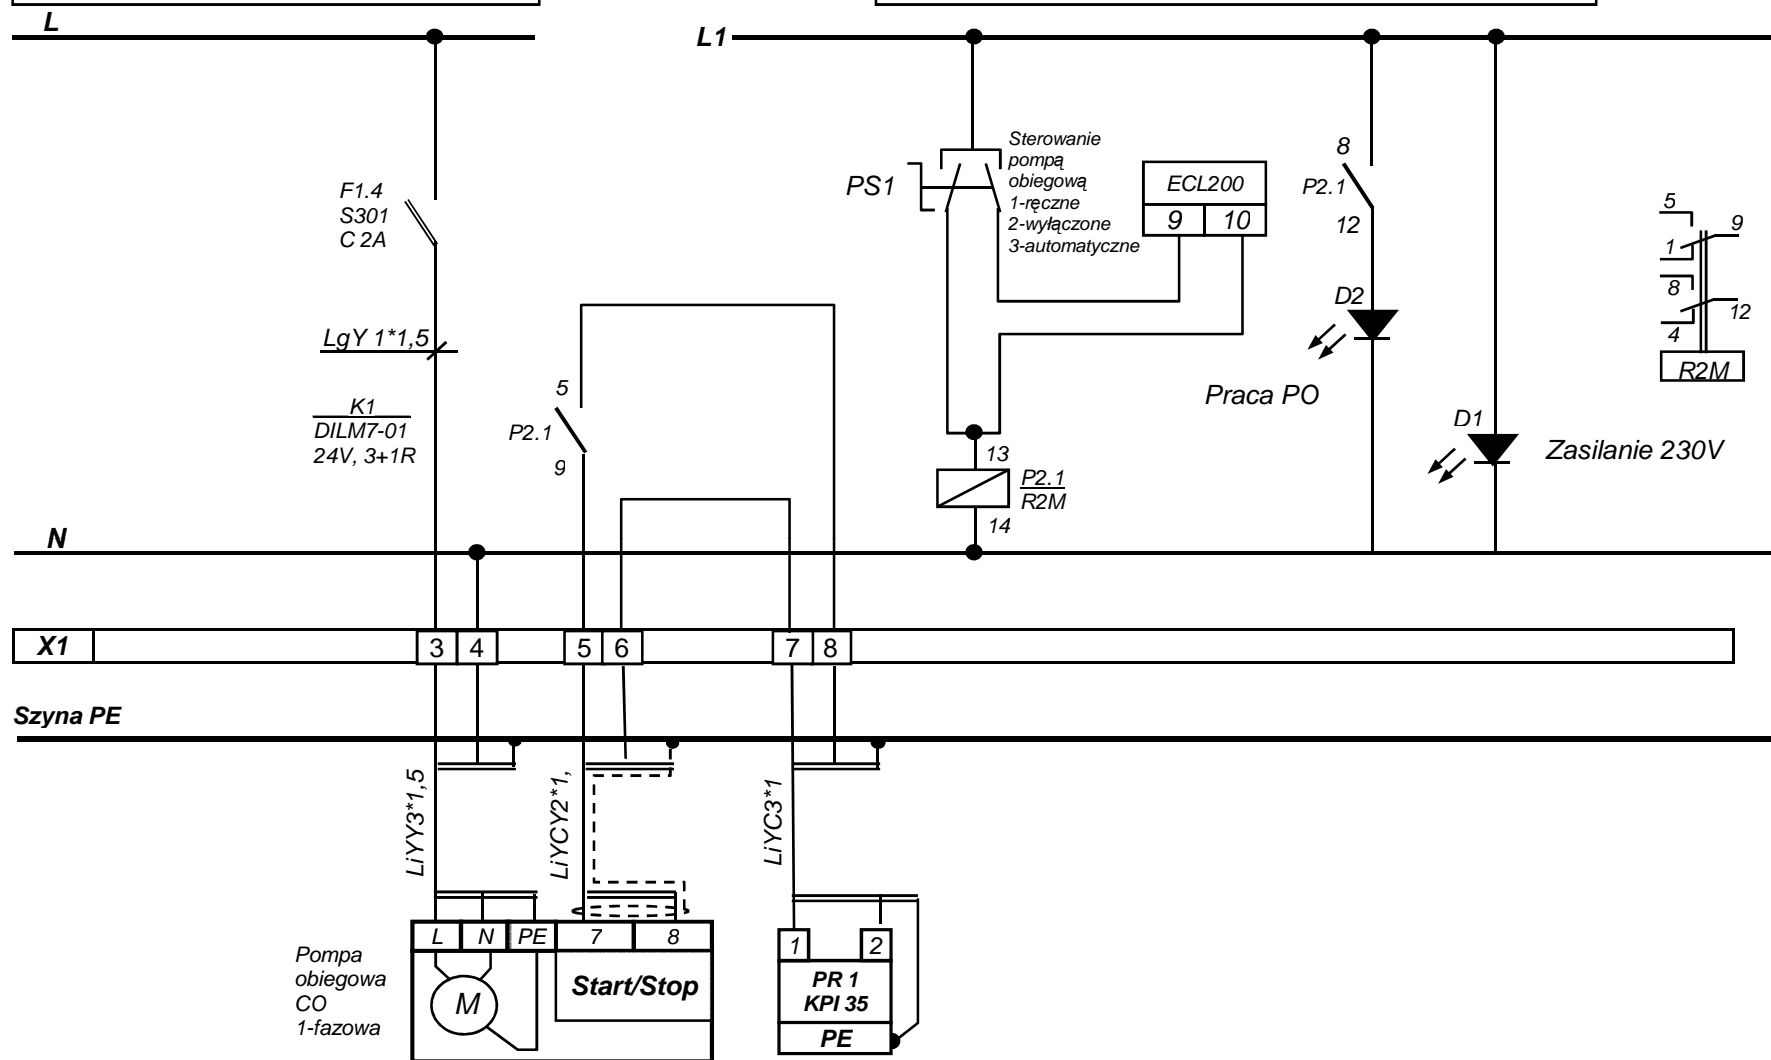 L
L1
F1.4
S301
C 2A
LgY 1*1,5
K1
DILM7-01
24V, 3+1R
5
P2.1
9
PS1
Sterowanie
pompą
obiegową
1-ręczne
2-wyłączone
3-automatyczne
ECL200
9 10
13
P2.1
R2M
14
8
P2.1
12
D2
Praca PO
D1
Zasilanie 230V
5
9
1
8
12
4
R2M
N
X1
3 4 5 6 7 8
Szyna PE
LiYY3*1,5
LiYCY2*1,
LiYC3*1
Pompa
obiegowa
CO
1-fazowa
L N PE 7 8
M
Start/Stop
1 2
PR 1
KPI 35
PE